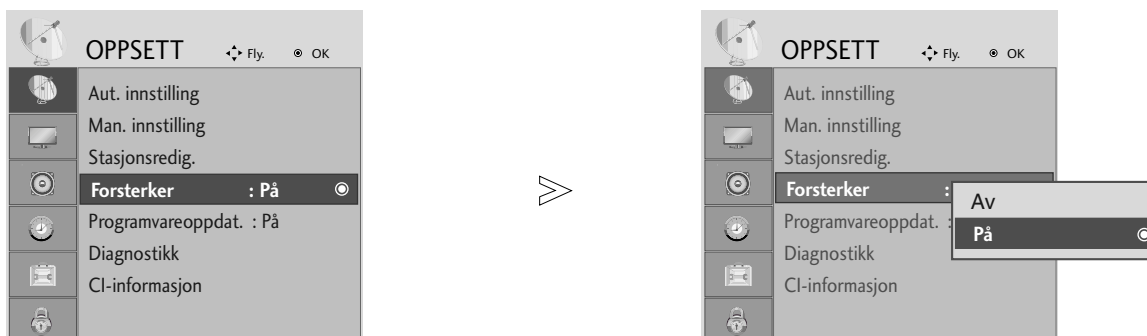 OPPSETT Fly. OK
Aut. innstilling
Man. innstilling
Stasjonsredig.
Forsterker : På
Programvareoppdat. : På
Diagnostikk
CI-informasjon
OPPSETT Fly. OK
Aut. innstilling
Man. innstilling
Stasjonsredig.
Forsterker :
Programvareoppdat. :
Diagnostikk
CI-informasjon
Av
På